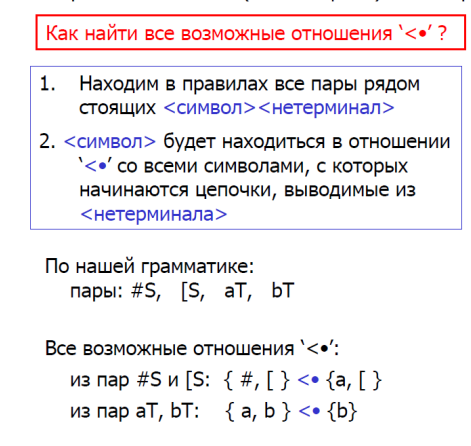 Как найти все возможные отношения ‘<•’ ?
1. Находим в правилах все пары рядом
стоящих <символ><нетерминал>
2. <символ> будет находиться в отношении
‘<•’ со всеми символами, с которых
начинаются цепочки, выводимые из
<нетерминала>
По нашей грамматике:
пары: #S, [S, aT, bT
Все возможные отношения ‘<•’:
из пар #S и [S: { #, [ } <• {a, [ }
из пар aT, bT: { a, b } <• {b}